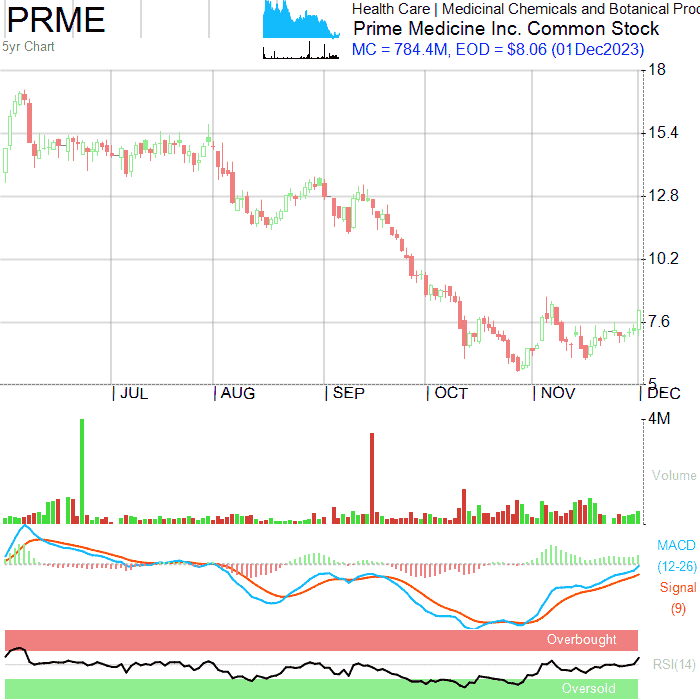 PRME
5yr Chart
Health Care | Medicinal Chemicals and Botanical Proc
Prime Medicine Inc. Common Stock
MC = 784.4M, EOD = $8.06 (01Dec2023)
18
15.4
12.8
10.2
7.6
5
| JUL | AUG | SEP | OCT | NOV | DEC
4M
Volume
MACD
(12-26)
Signal
(9)
Overbought
RSI(14)
Oversold